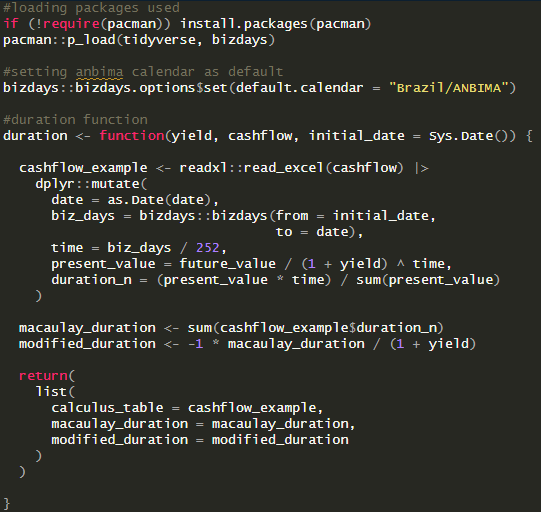 #loading packages used
if (!require(pacman)) install.packages(pacman)
pacman::p_load(tidyverse, bizdays)
#setting anbima calendar as default
bizdays::bizdays.options$set(default.calendar = "Brazil/ANBIMA")
#duration function
duration <- function(yield, cashflow, initial_date = Sys.Date()) {
cashflow_example <- readxl::read_excel(cashflow) |>
dplyr::mutate(
date = as.Date(date),
biz_days = bizdays::bizdays(from = initial_date,
to = date),
time = biz_days / 252,
present_value = future_value / (1 + yield) ^ time,
duration_n = (present_value * time) / sum(present_value)
)
macaulay_duration <- sum(cashflow_example$duration_n)
modified_duration <- -1 * macaulay_duration / (1 + yield)
return(
list(
calculus_table = cashflow_example,
macaulay_duration = macaulay_duration,
modified_duration = modified_duration
)
)
}